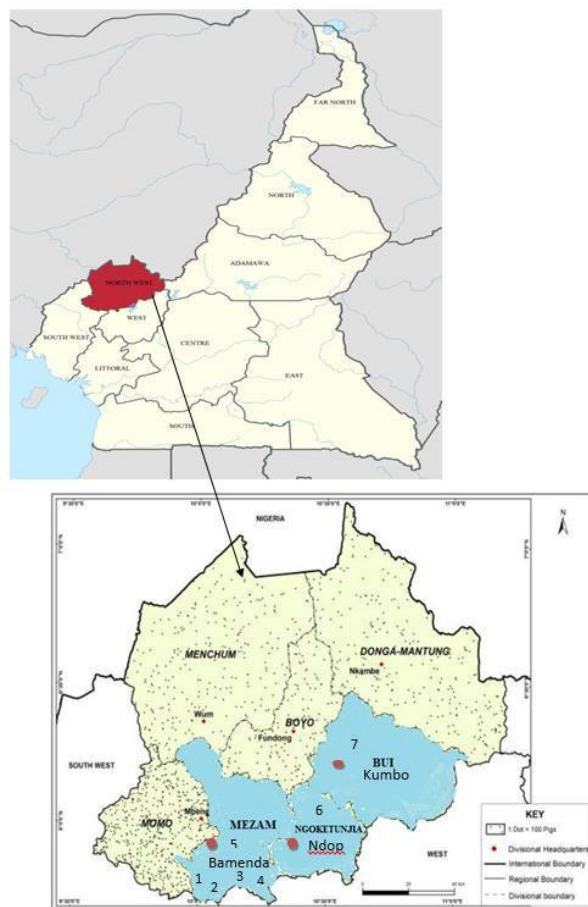 FAR NORTH
NORTH
ADAMAWA
NORTH WEST
WEST
SOUTH WEST
CENTRE
LITTORAL
EAST
SOUTH
NIGERIA
N
MENCHUM
DONGA-MANTUNG
Nkambe
Wum
BOYO
Fundong
SOUTH WEST
7
BUI
Kumbo
MOMO
MEZAM
6
NGOKETUNJIA
5
Ndop
Bamenda
1
2
3
4
WEST
KEY
1 Dot = 100 Pigs
Divisional Headquarters
International Boundary
Regional Boundary
Divisional boundary